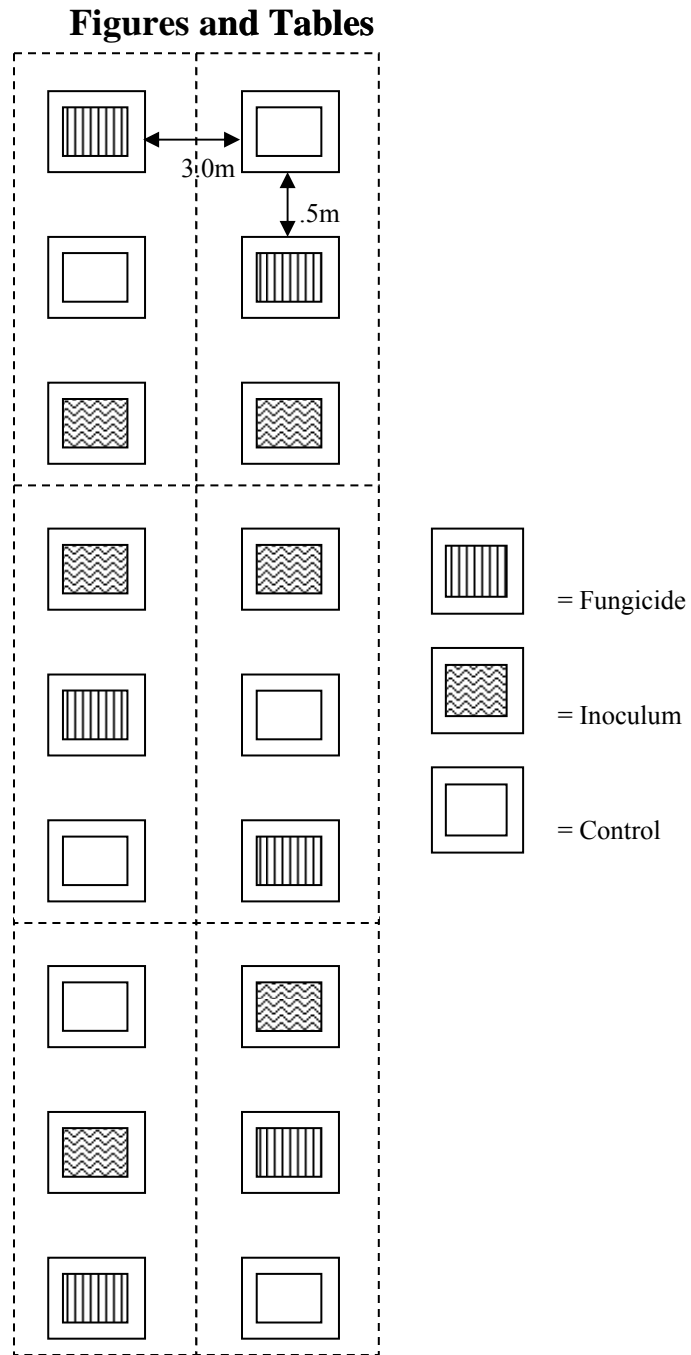 Figures and Tables
3.0m
.5m
= Fungicide
= Inoculum
= Control